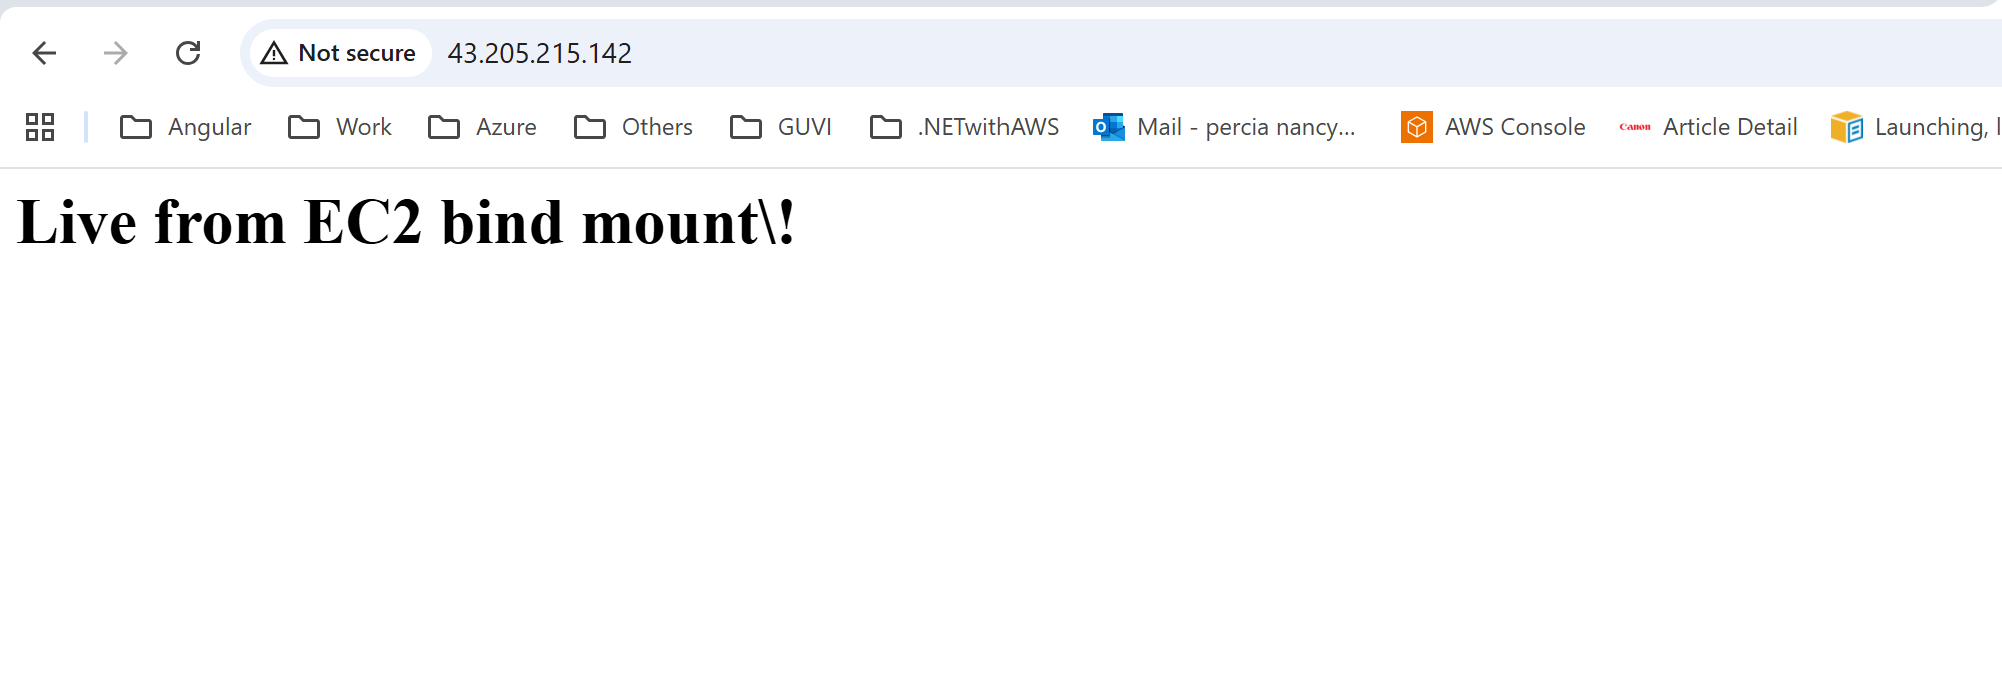 Not secure 43.205.215.142
Angular Work Azure Others GUVI .NETwithAWS Mail - percia nancy... AWS Console Canon Article Detail Launching, l
Live from EC2 bind mount\!